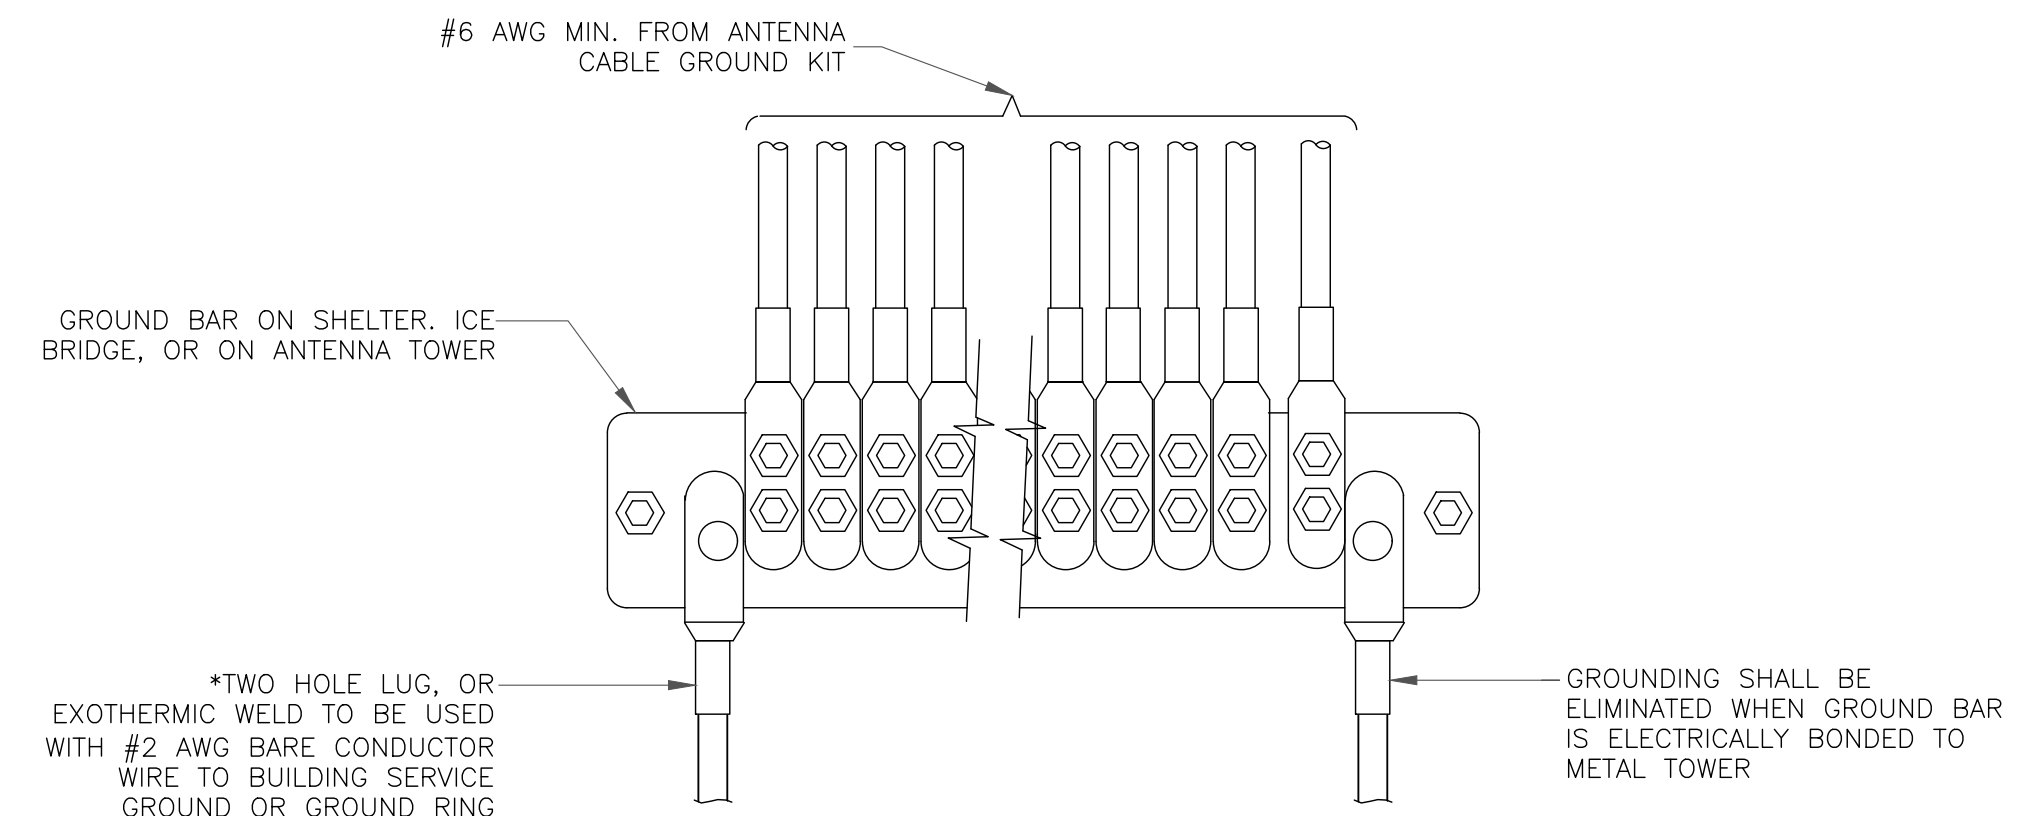 #6 AWG MIN. FROM ANTENNA
CABLE GROUND KIT
GROUND BAR ON SHELTER. ICE
BRIDGE, OR ON ANTENNA TOWER
*TWO HOLE LUG, OR
EXOTHERMIC WELD TO BE USED
WITH #2 AWG BARE CONDUCTOR
WIRE TO BUILDING SERVICE
GROUND OR GROUND RING
GROUNDING SHALL BE
ELIMINATED WHEN GROUND BAR
IS ELECTRICALLY BONDED TO
METAL TOWER